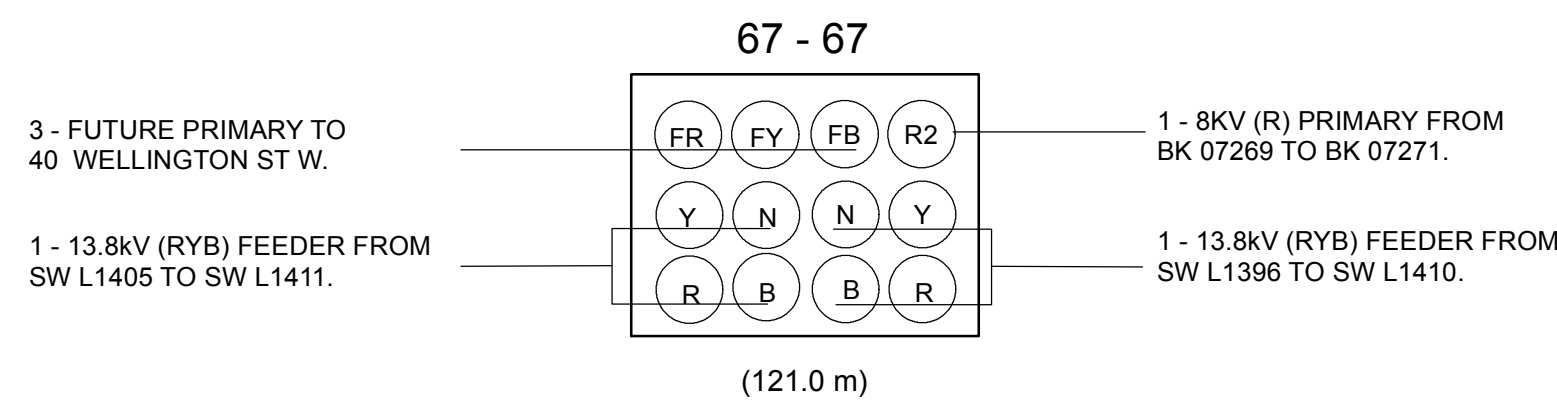 67 - 67
3 - FUTURE PRIMARY TO
40 WELLINGTON ST W.
FR FY FB R2
1 - 8KV (R) PRIMARY FROM
BK 07269 TO BK 07271.
Y N N Y
1 - 13.8kV (RYB) FEEDER FROM
SW L1405 TO SW L1411.
R B B R
1 - 13.8kV (RYB) FEEDER FROM
SW L1396 TO SW L1410.
(121.0 m)